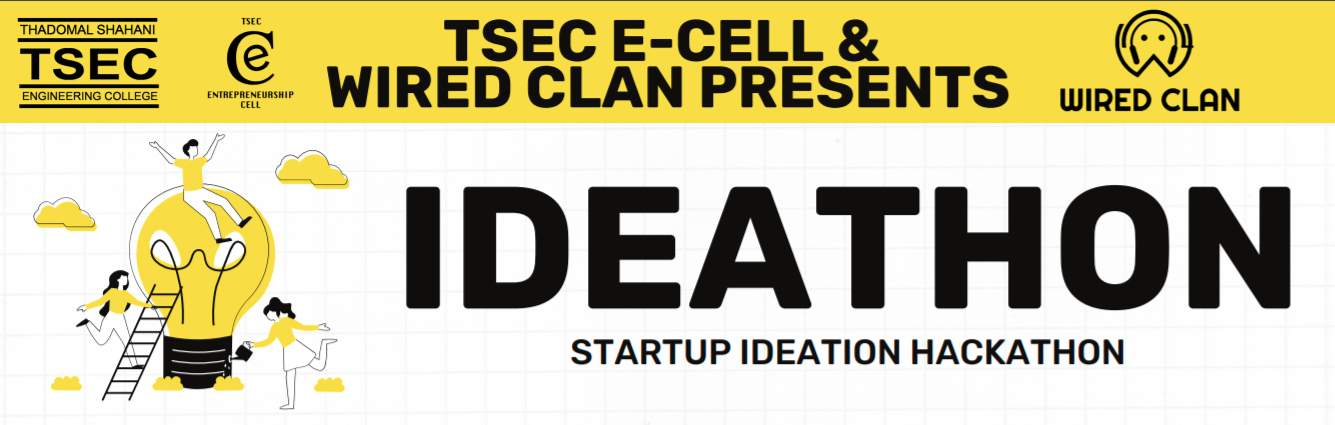 THADOMAL SHAHANI
TSEC
ENGINEERING COLLEGE
TSEC
Ce
ENTREPRENEURSHIP
CELL
TSEC E-CELL &
WIRED CLAN PRESENTS
WIRED CLAN
IDEATHON
STARTUP IDEATION HACKATHON